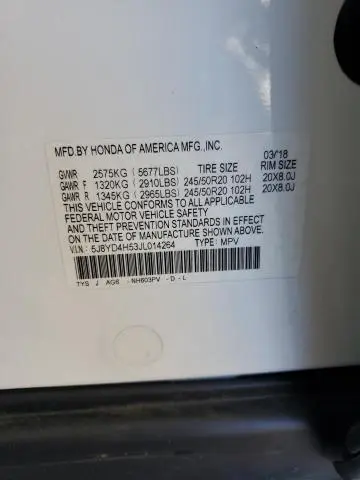 MFD.BY HONDA OF AMERICA MFG.,INC.
03/18
GVWR 2575KG ( 5677LBS) TIRE SIZE RIM SIZE
GAWR F 1320KG ( 2910LBS) 245/50R20 102H 20X8.0J
GAWR R 1345KG ( 2965LBS) 245/50R20 102H 20X8.0J
THIS VEHICLE CONFORMS TO ALL APPLICABLE
FEDERAL MOTOR VEHICLE SAFETY
AND THEFT PREVENTION STANDARDS IN EFFECT
ON THE DATE OF MANUFACTURE SHOWN ABOVE.
V.I.N.: 5J8YD4H53JL014264 TYPE: MPV
7YS J AG6 -NH603PV -D -L